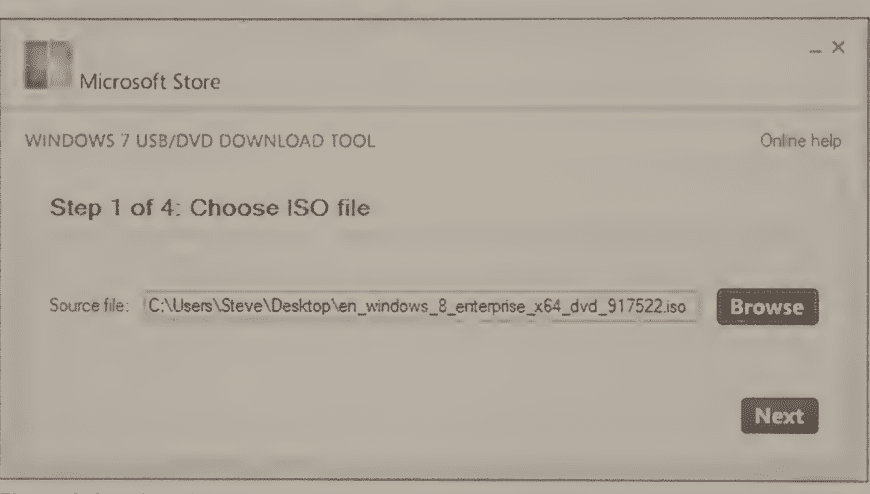 Microsoft Store
WINDOWS 7 USB/DVD DOWNLOAD TOOL
Online help
Step 1 of 4: Choose ISO file
Source file: C:\Users\Steve\Desktop\en_windows_8_enterprise_x64_dvd_917522.iso
Browse
Next